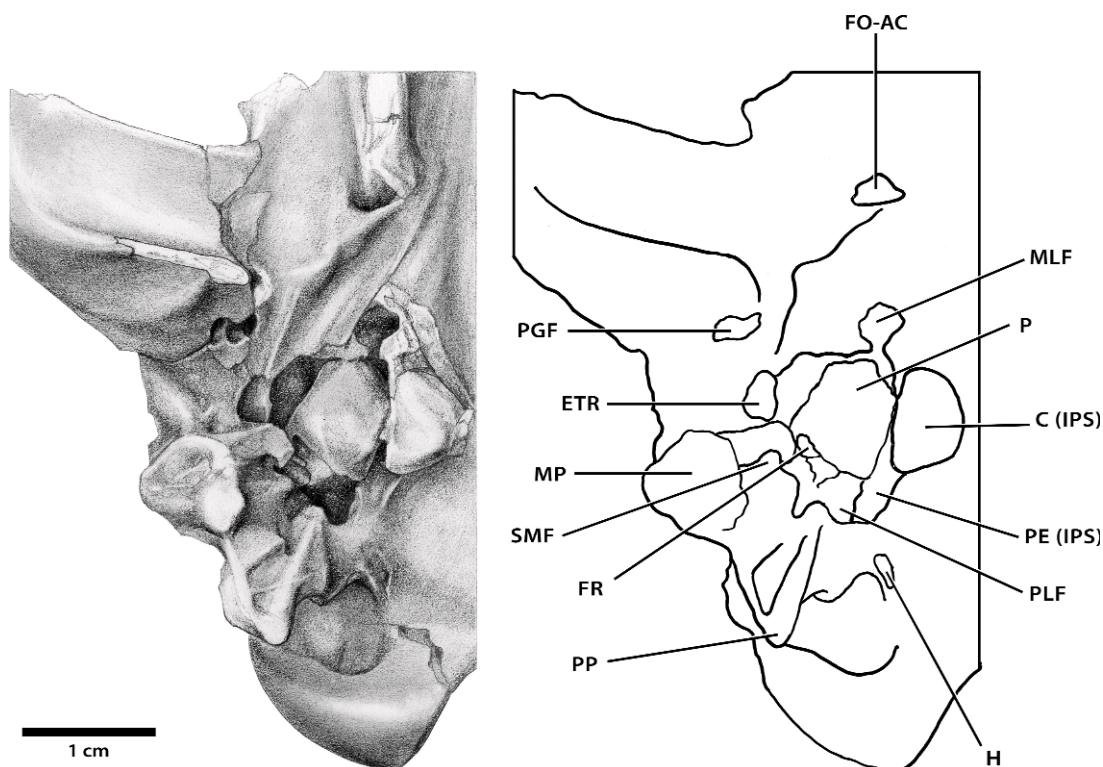 FO-AC
MLF
PGF
P
ETR
C (IPS)
MP
SMF
PE (IPS)
FR
PLF
PP
1 cm
H